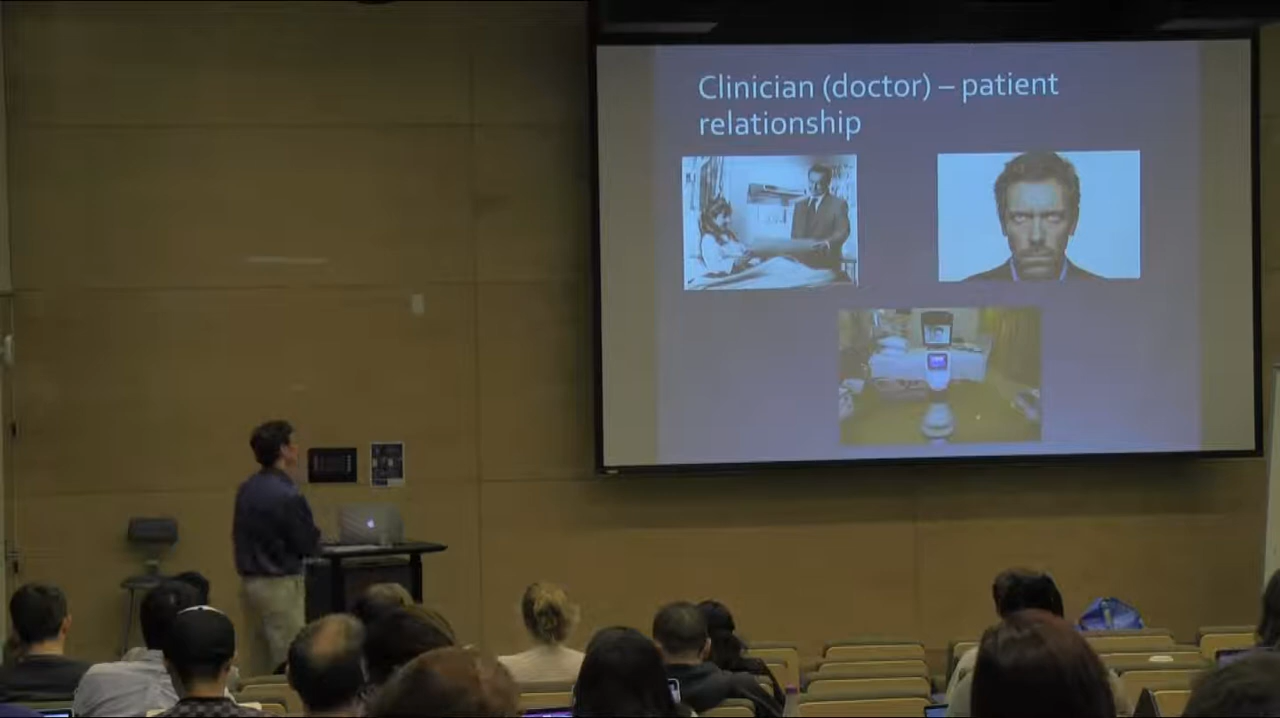 Clinician (doctor) – patient
relationship